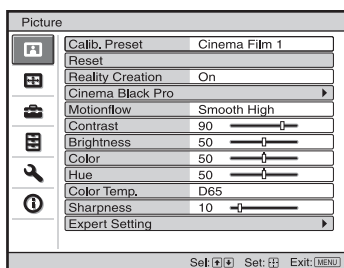 Picture
Calib. Preset Cinema Film 1
Reset
Reality Creation On
Cinema Black Pro
Motionflow Smooth High
Contrast 90
Brightness 50
Color 50
Hue 50
Color Temp. D65
Sharpness 10
Expert Setting
Sel: Set: Exit: MENU